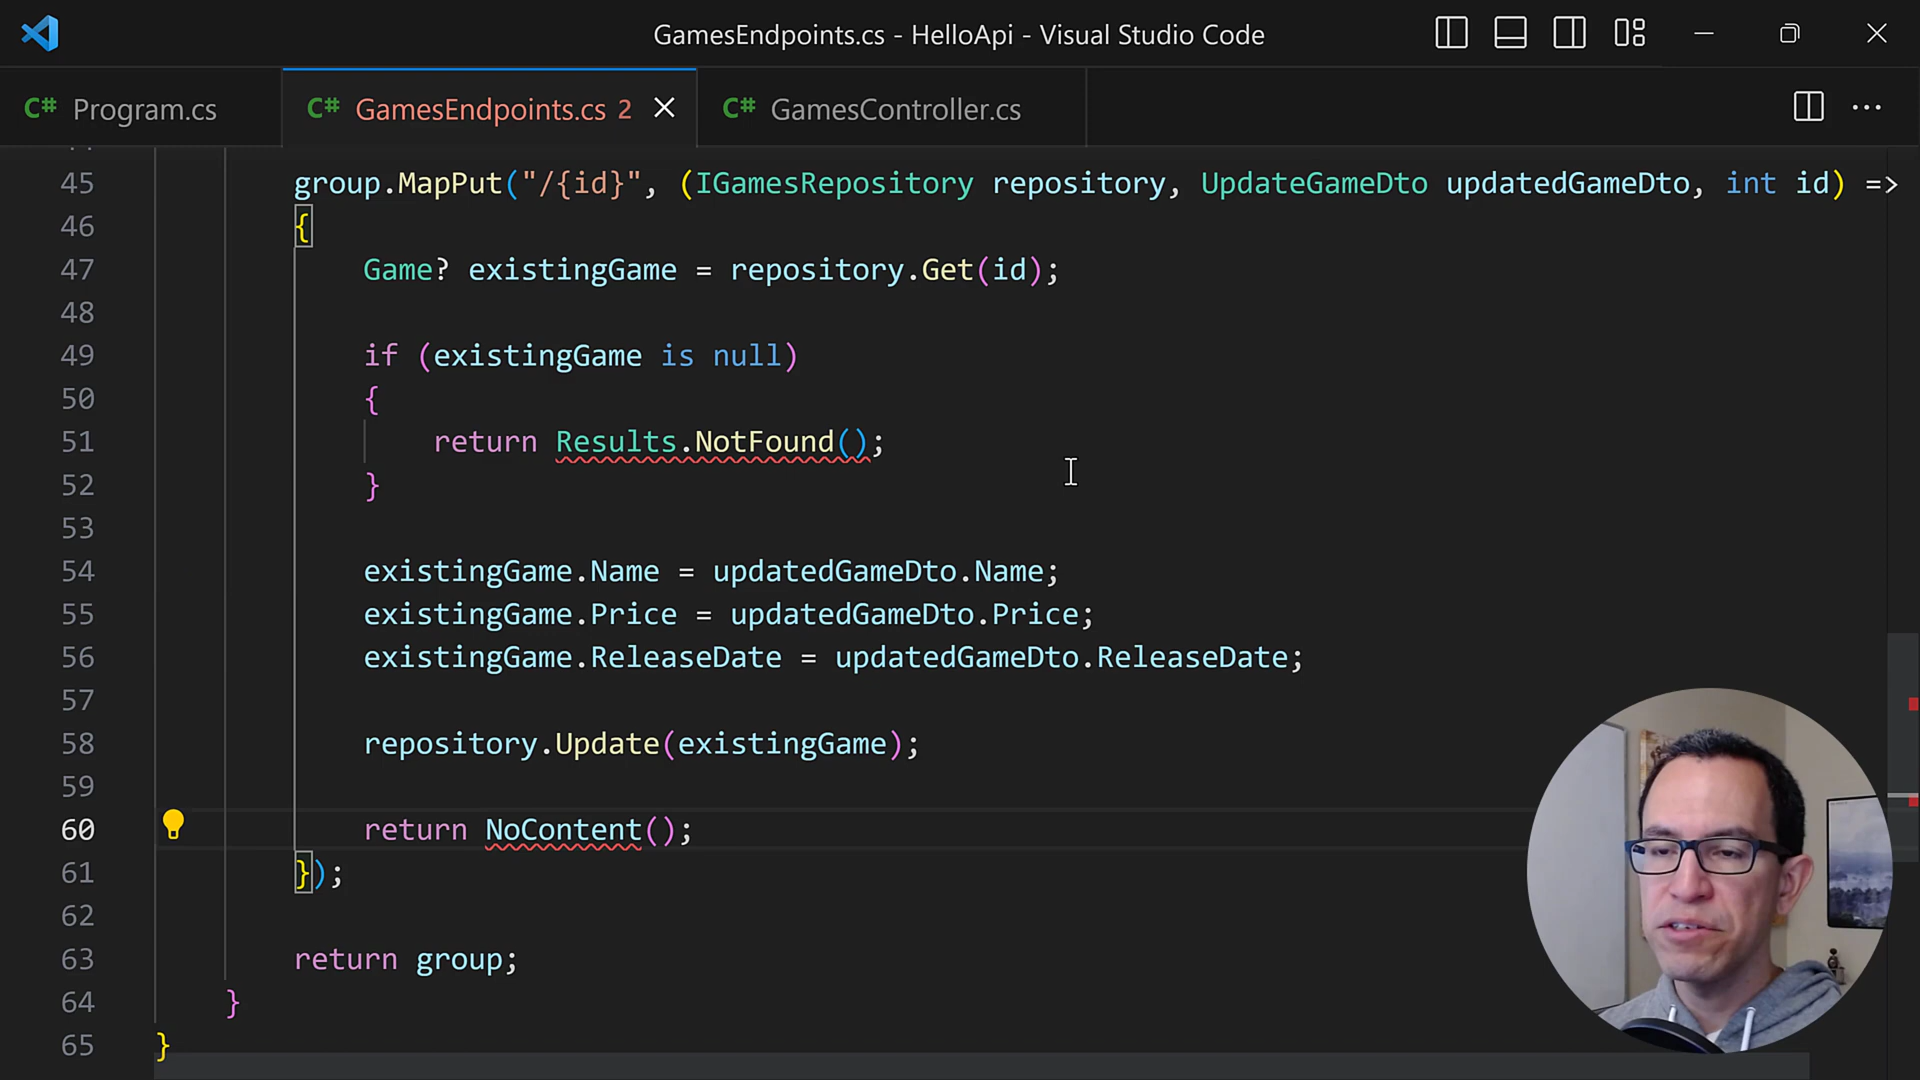 GamesEndpoints.cs - HelloApi - Visual Studio Code
C# Program.cs C# GamesEndpoints.cs 2 C# GamesController.cs
45 group.MapPut("/{id}", (IGamesRepository repository, UpdateGameDto updatedGameDto, int id) =>
46 {
47 Game? existingGame = repository.Get(id);
48
49 if (existingGame is null)
50 {
51 return Results.NotFound();
52 }
53
54 existingGame.Name = updatedGameDto.Name;
55 existingGame.Price = updatedGameDto.Price;
56 existingGame.ReleaseDate = updatedGameDto.ReleaseDate;
57
58 repository.Update(existingGame);
59
60 return NoContent();
61 });
62
63 return group;
64 }
65 }